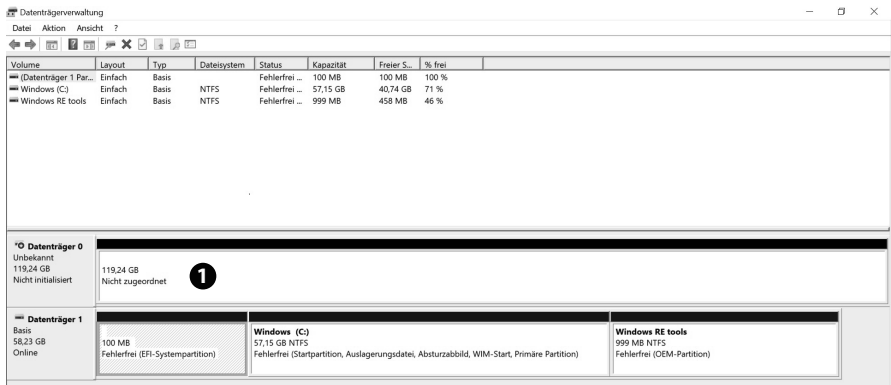 Datenträgerverwaltung
Datei Aktion Ansicht ?
Volume Layout Typ Dateisystem Status Kapazität Freier S... % frei
(Datenträger 1 Par... Einfach Basis Fehlerfrei ... 100 MB 100 MB 100 %
Windows (C:) Einfach Basis NTFS Fehlerfrei ... 57,15 GB 40,74 GB 71 %
Windows RE tools Einfach Basis NTFS Fehlerfrei ... 999 MB 458 MB 46 %
Datenträger 0
Unbekannt
119,24 GB
Nicht initialisiert
119,24 GB
Nicht zugeordnet
1
Datenträger 1
Basis
58,23 GB
Online
100 MB
Fehlerfrei (EFI-Systempartition)
Windows (C:)
57,15 GB NTFS
Fehlerfrei (Startpartition, Auslagerungsdatei, Absturzabbild, WIM-Start, Primäre Partition)
Windows RE tools
999 MB NTFS
Fehlerfrei (OEM-Partition)